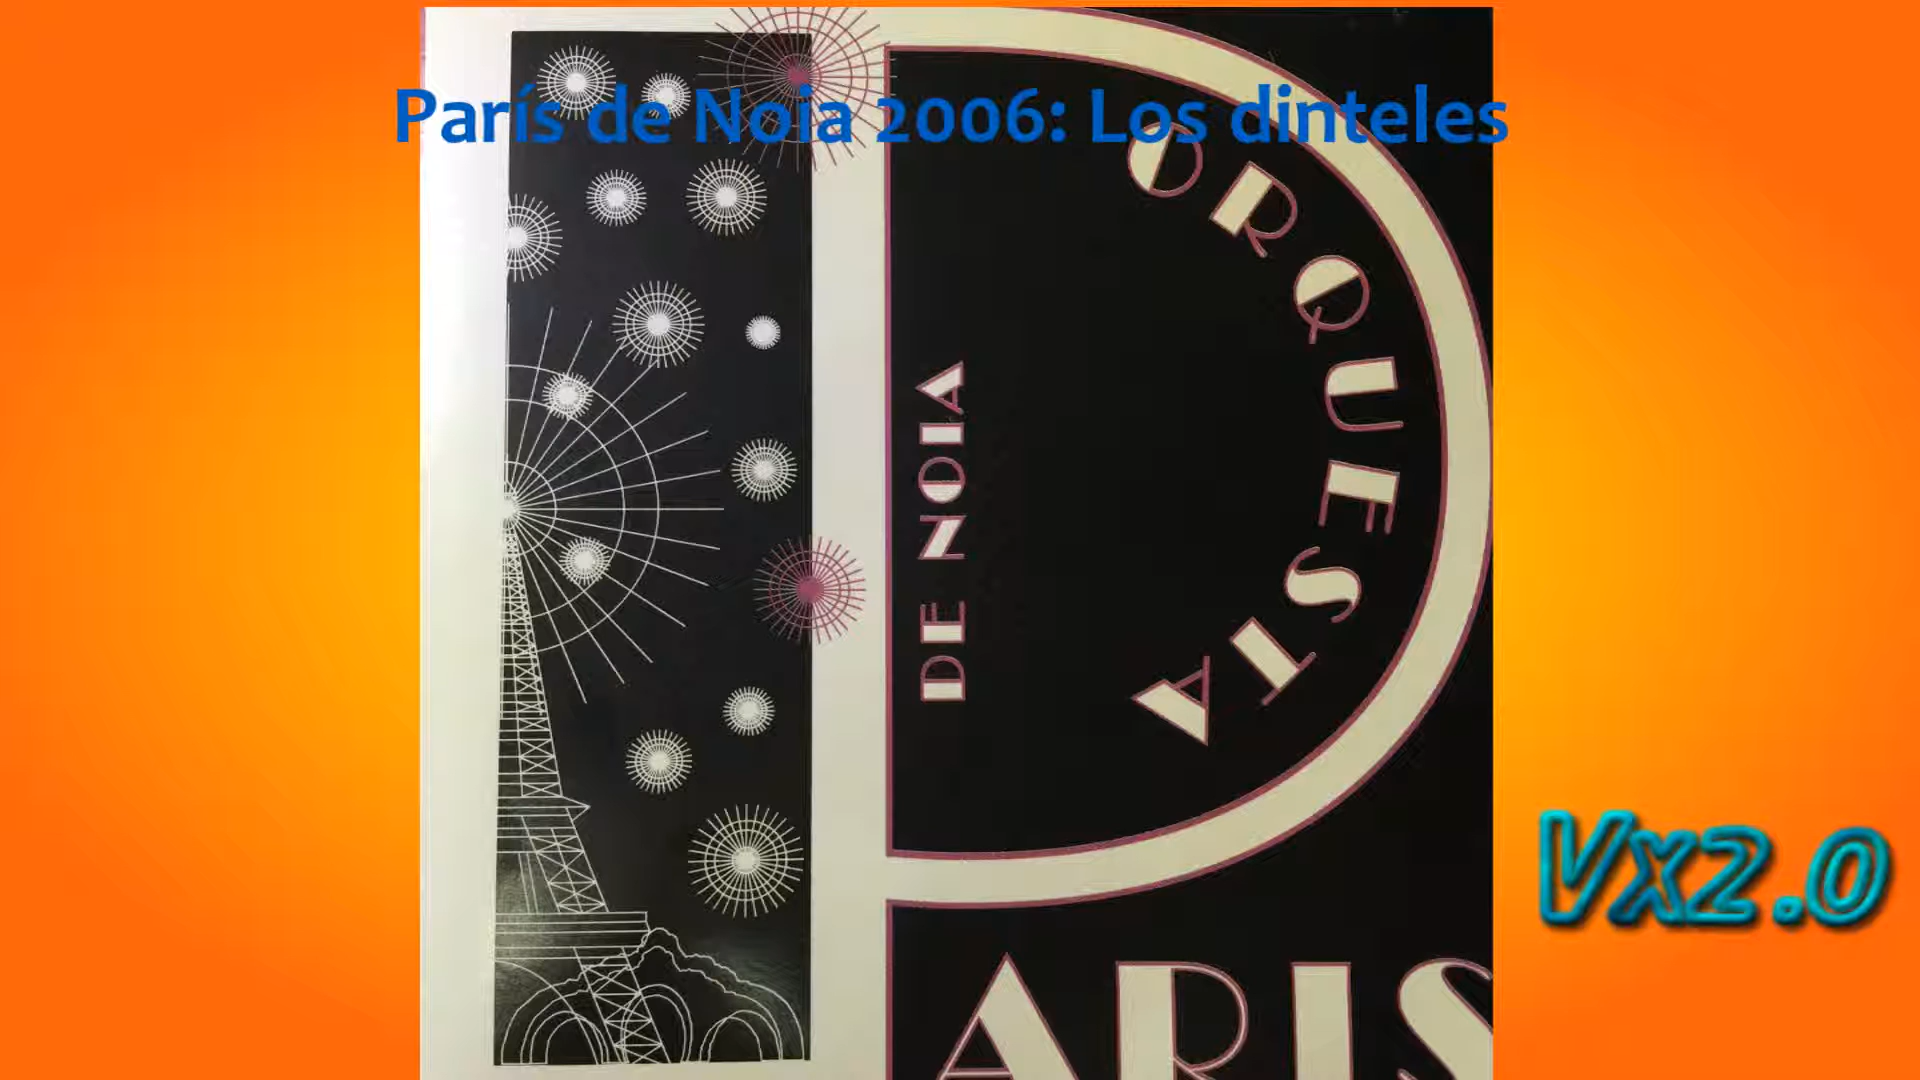 París de Noia 2006: Los dinteles
ORQUESTA
DE NOIA
PARIS
Vx2.0